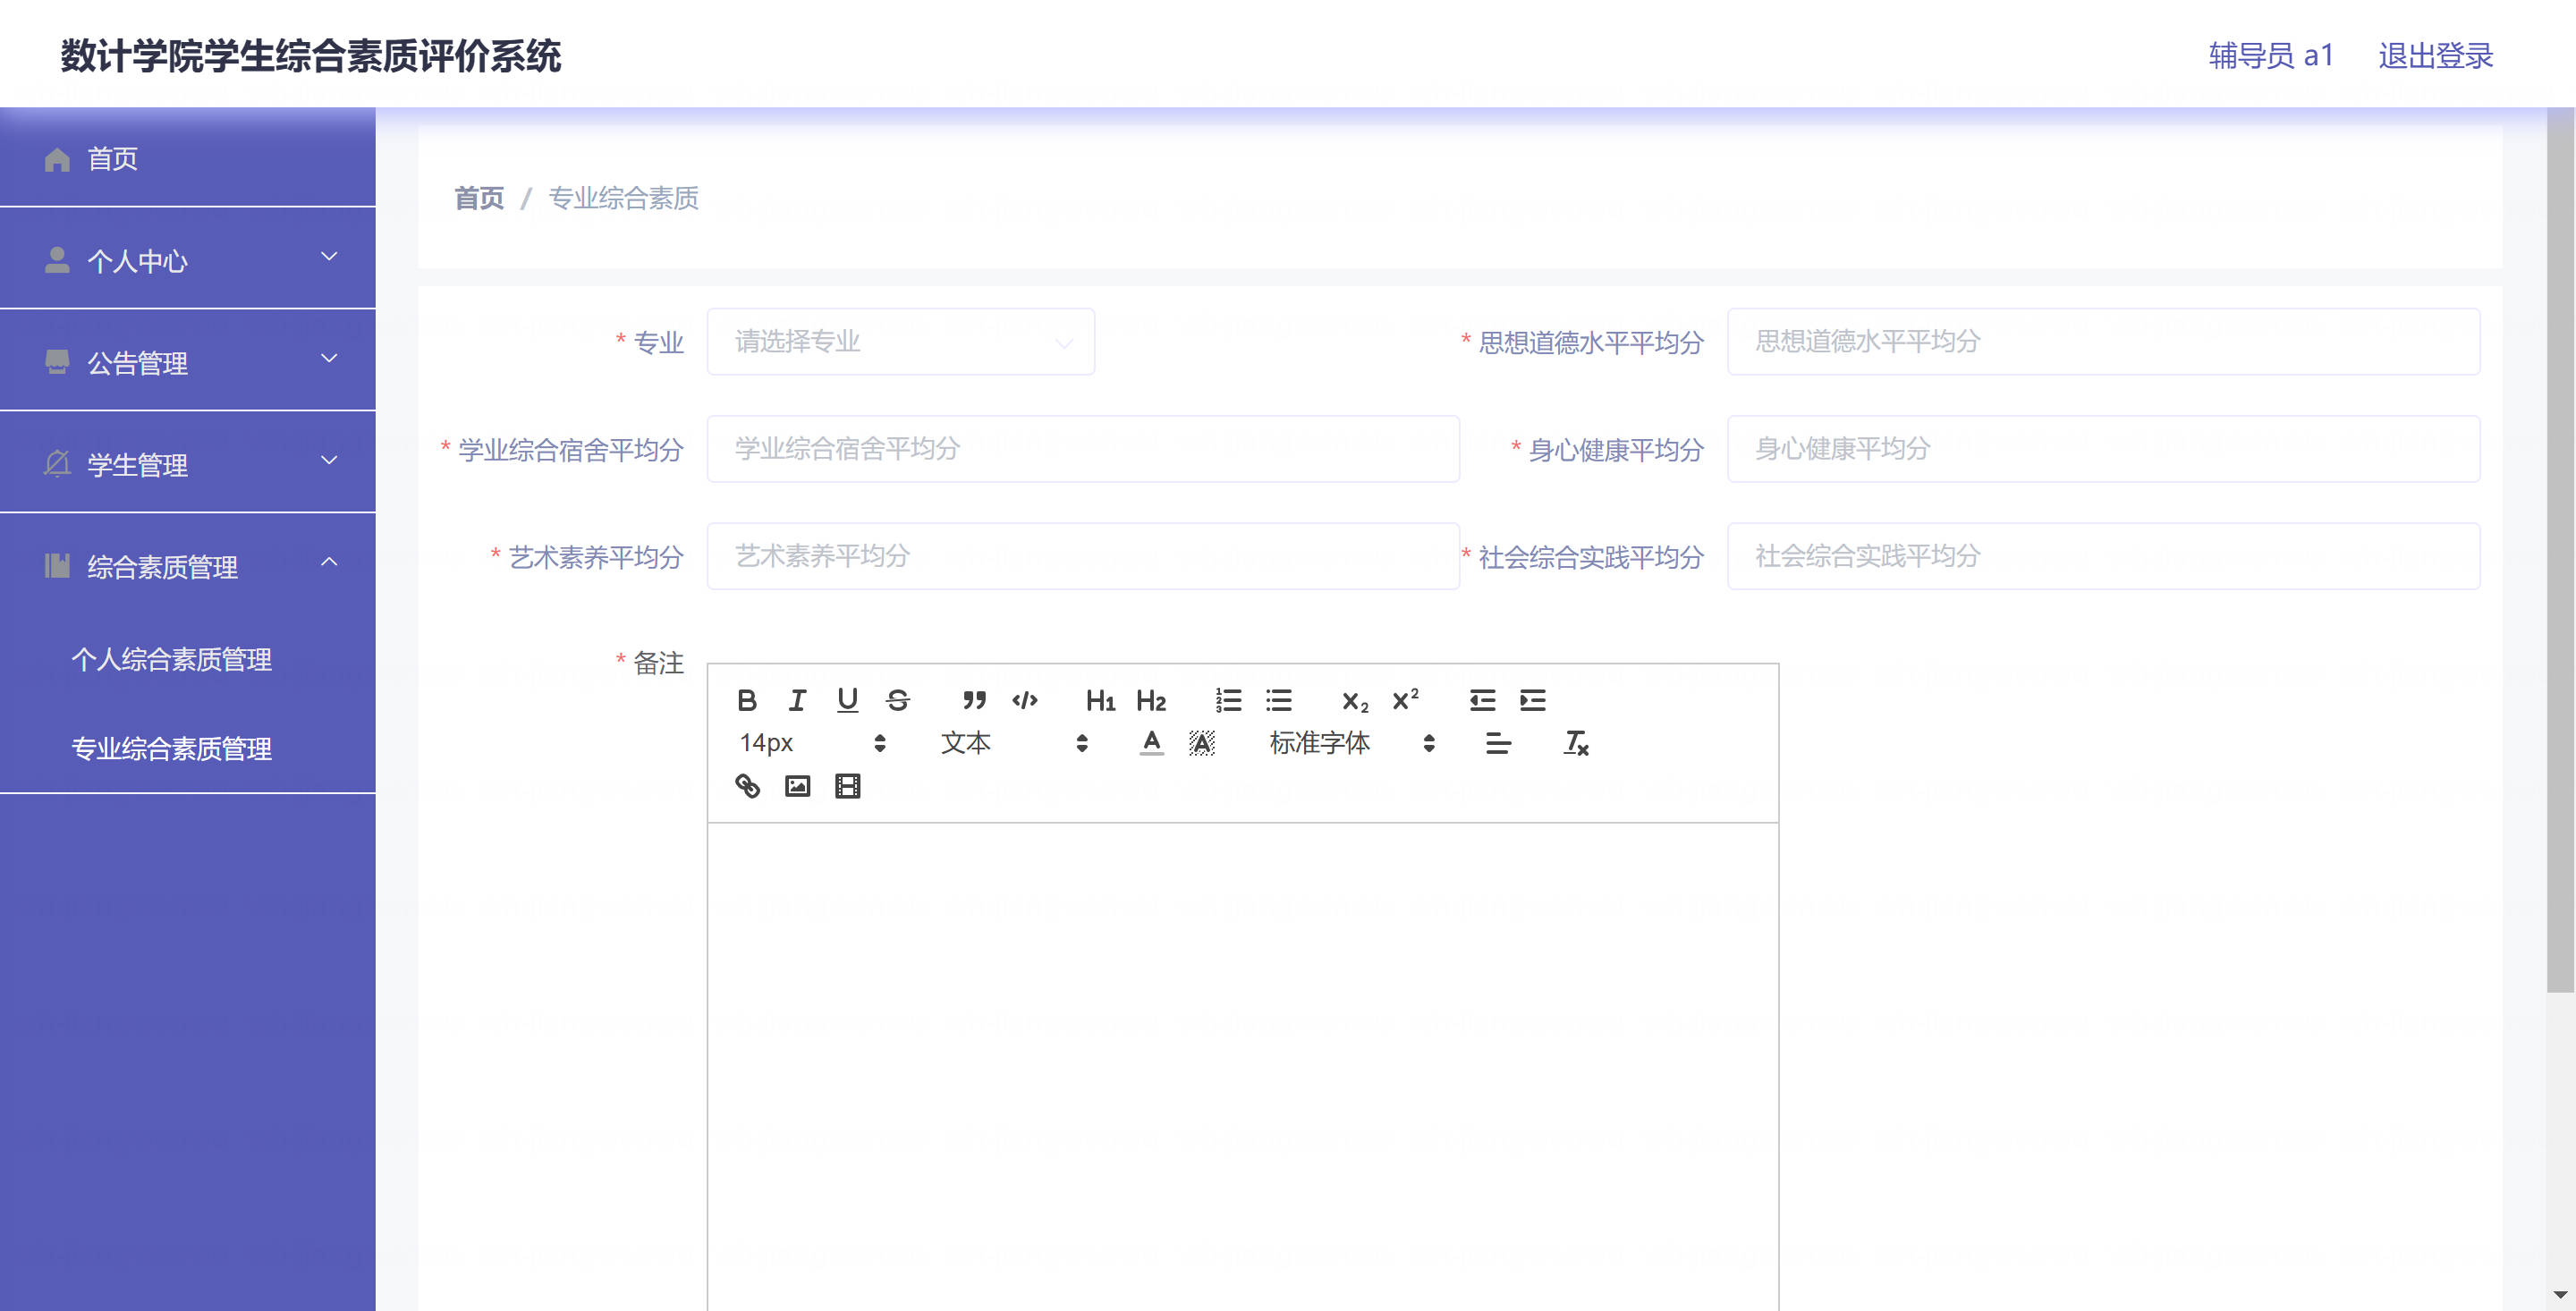 数计学院学生综合素质评价系统
辅导员 a1 退出登录
首页
个人中心
公告管理
学生管理
综合素质管理
个人综合素质管理
专业综合素质管理
首页 / 专业综合素质
* 专业 请选择专业
* 思想道德水平平均分 思想道德水平平均分
* 学业综合宿舍平均分 学业综合宿舍平均分
* 身心健康平均分 身心健康平均分
* 艺术素养平均分 艺术素养平均分
* 社会综合实践平均分 社会综合实践平均分
* 备注
B I U S H1 H2 x2 x2
14px 文本 A A 标准字体 Tx